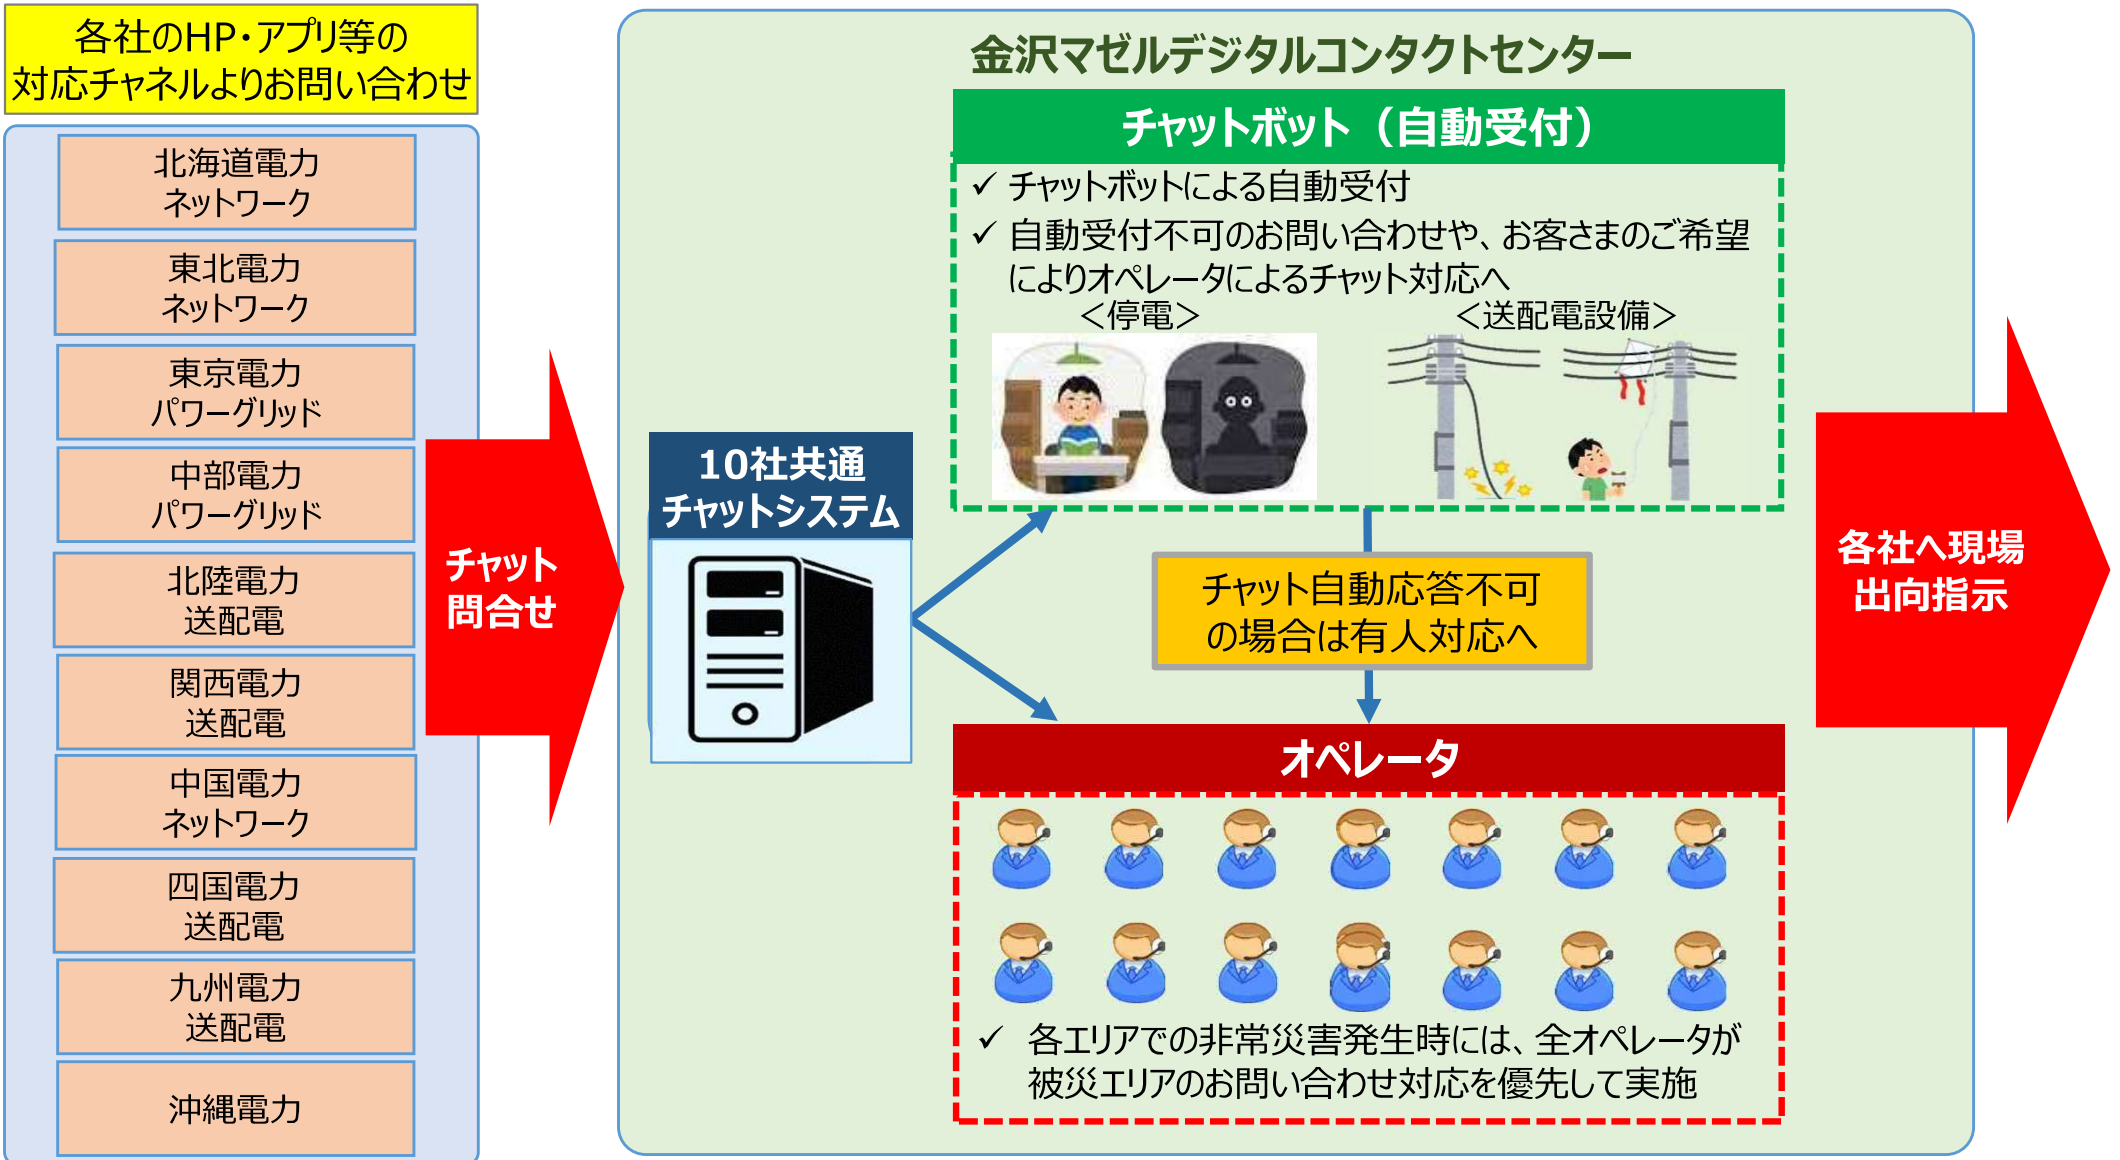 各社のHP・アプリ等の
対応チャネルよりお問い合わせ
北海道電力
ネットワーク
東北電力
ネットワーク
東京電力
パワーグリッド
中部電力
パワーグリッド
北陸電力
送配電
関西電力
送配電
中国電力
ネットワーク
四国電力
送配電
九州電力
送配電
沖縄電力
チャット
問合せ
金沢マゼルデジタルコンタクトセンター
10社共通
チャットシステム
チャットボット（自動受付）
✓ チャットボットによる自動受付
✓ 自動受付不可のお問い合わせや、お客さまのご希望
によりオペレータによるチャット対応へ
＜停電＞
＜送配電設備＞
チャット自動応答不可
の場合は有人対応へ
オペレータ
✓ 各エリアでの非常災害発生時には、全オペレータが
被災エリアのお問い合わせ対応を優先して実施
各社へ現場
出向指示